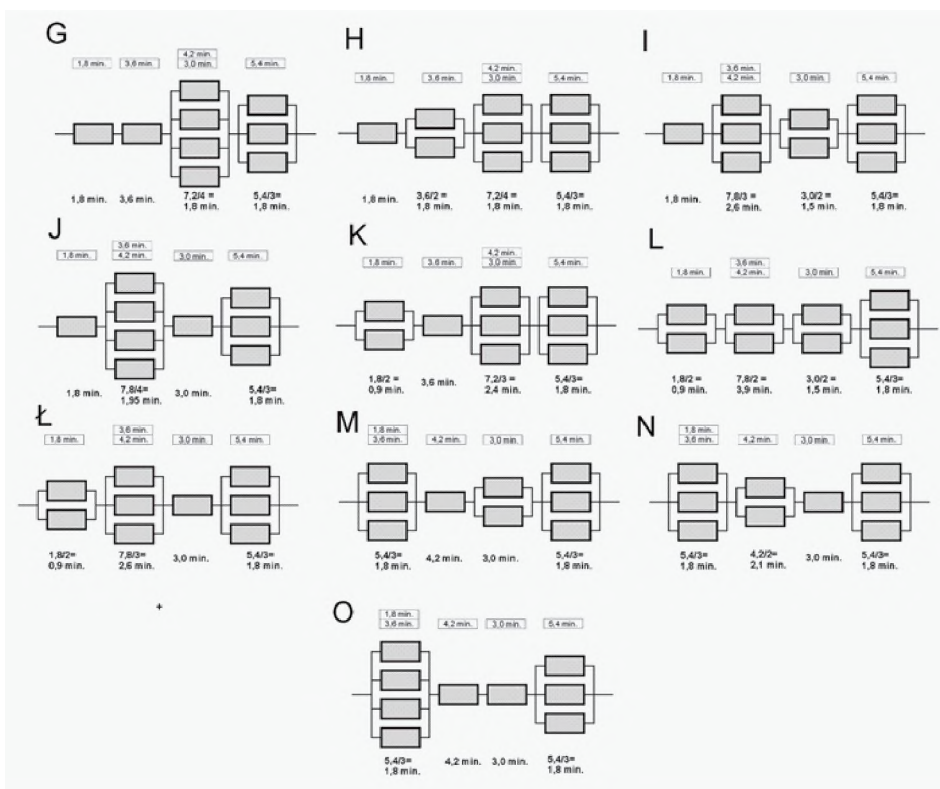 G
4,2 min.
1,8 min. 3,6 min. 3,0 min. 5,4 min.
1,8 min. 3,6 min. 7,2/4 = 5,4/3=
1,8 min. 1,8 min.
H
4,2 min.
1,8 min. 3,6 min. 3,0 min. 5,4 min.
1,8 min. 3,6/2 = 7,2/4 = 5,4/3=
1,8 min. 1,8 min. 1,8 min.
I
3,6 min.
1,8 min. 4,2 min. 3,0 min. 5,4 min.
1,8 min. 7,8/3 = 3,0/2 = 5,4/3=
2,6 min. 1,5 min. 1,8 min.
J
3,6 min.
1,8 min. 4,2 min. 3,0 min. 5,4 min.
1,8 min. 7,8/4= 3,0 min. 5,4/3=
1,95 min. 1,8 min.
K
4,2 min.
1,8 min. 3,6 min. 3,0 min. 5,4 min.
1,8/2 = 3,6 min. 7,2/3 = 5,4/3=
0,9 min. 2,4 min. 1,8 min.
L
3,6 min.
1,8 min. 4,2 min. 3,0 min. 5,4 min.
1,8/2 = 7,8/2 = 3,0/2 = 5,4/3=
0,9 min. 3,9 min. 1,5 min. 1,8 min.
Ł
3,6 min.
1,8 min. 4,2 min. 3,0 min. 5,4 min.
1,8/2= 7,8/3= 3,0 min. 5,4/3=
0,9 min. 2,6 min. 1,8 min.
M
1,8 min.
3,6 min. 4,2 min. 3,0 min. 5,4 min.
5,4/3= 4,2 min. 3,0 min. 5,4/3=
1,8 min. 1,8 min.
N
1,8 min.
3,6 min. 4,2 min. 3,0 min. 5,4 min.
5,4/3= 4,2/2= 3,0 min. 5,4/3=
1,8 min. 2,1 min. 1,8 min.
+
O
1,8 min.
3,6 min. 4,2 min. 3,0 min. 5,4 min.
5,4/3= 4,2 min. 3,0 min. 5,4/3=
1,8 min. 1,8 min.